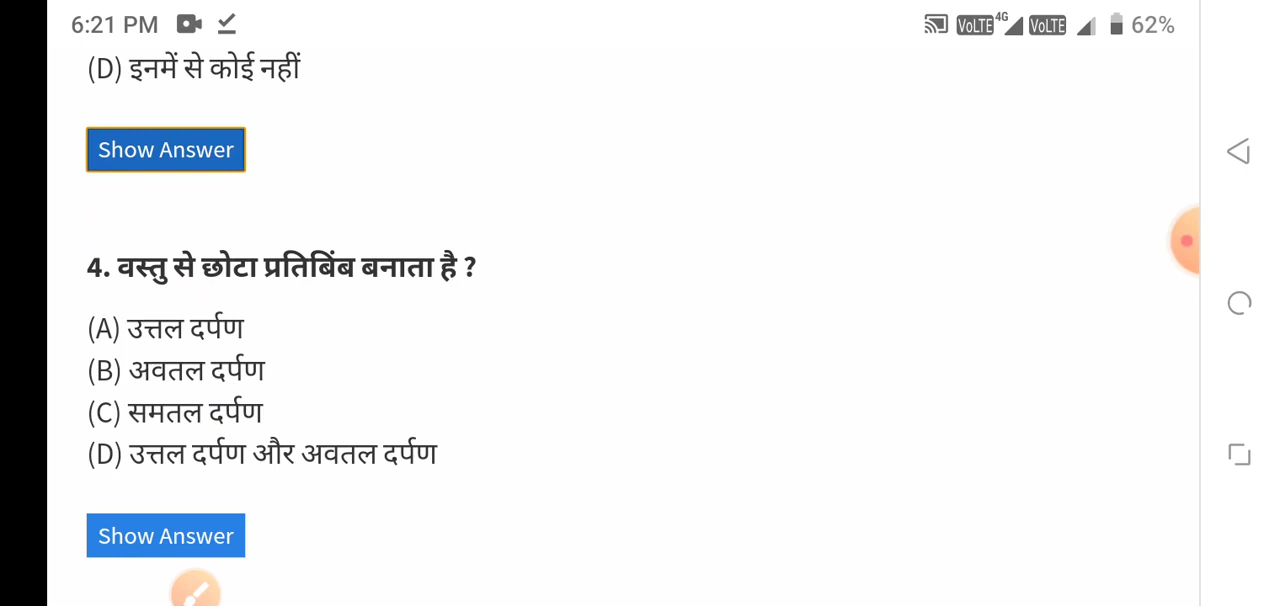 6:21 PM VoLTE 4G VoLTE 62%
(D) इनमें से कोई नहीं
Show Answer
4. वस्तु से छोटा प्रतिबिंब बनाता है ?
(A) उत्तल दर्पण
(B) अवतल दर्पण
(C) समतल दर्पण
(D) उत्तल दर्पण और अवतल दर्पण
Show Answer